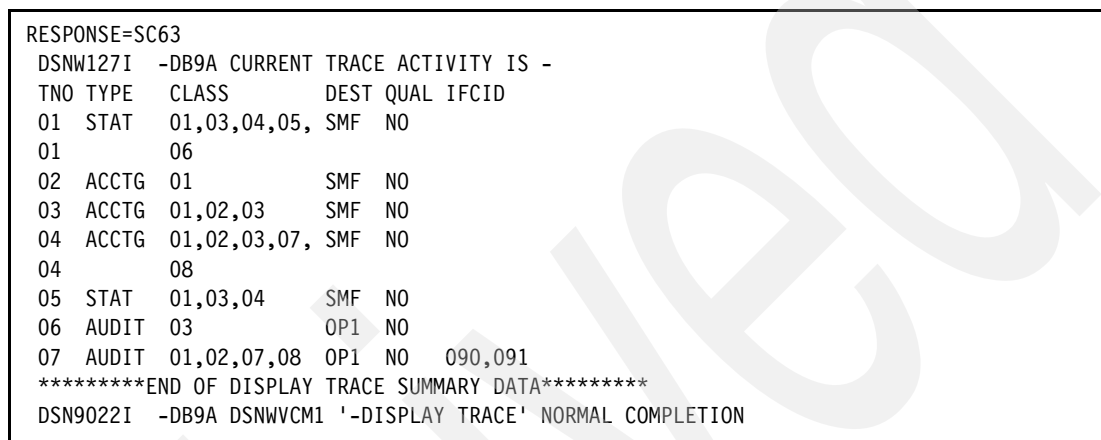 RESPONSE=SC63
DSNW127I  -DB9A CURRENT TRACE ACTIVITY IS -
TNO TYPE   CLASS        DEST QUAL IFCID
01  STAT   01,03,04,05, SMF  NO
01         06
02  ACCTG  01           SMF  NO
03  ACCTG  01,02,03     SMF  NO
04  ACCTG  01,02,03,07, SMF  NO
04         08
05  STAT   01,03,04     SMF  NO
06  AUDIT  03           OP1  NO
07  AUDIT  01,02,07,08  OP1  NO   090,091
*********END OF DISPLAY TRACE SUMMARY DATA*********
DSN9022I  -DB9A DSNWVCM1 '-DISPLAY TRACE' NORMAL COMPLETION